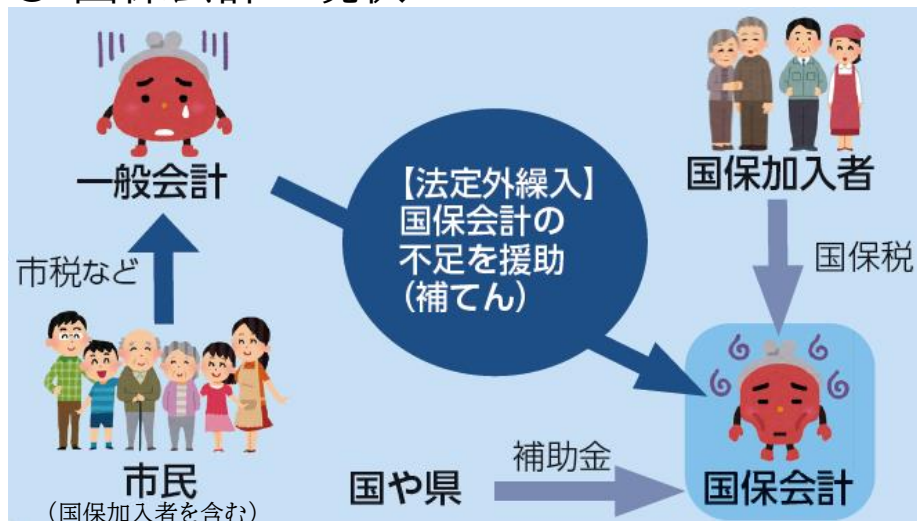 一般会計
【法定外繰入】
国保会計の
不足を援助
(補てん)
国保加入者
市税など
国保税
市民
(国保加入者を含む)
国や県
補助金
国保会計